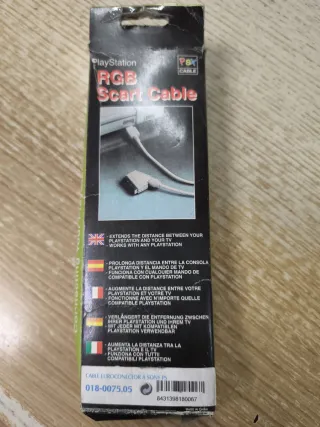 PlayStation
RGB
Scart Cable
CABLE
- EXTENDS THE DISTANCE BETWEEN YOUR
PLAYSTATION AND YOUR TV
- WORKS WITH ANY PLAYSTATION
- PROLONGA DISTANCIA ENTRE LA CONSOLA
PLAYSTATION Y EL MANDO DE TV
- FUNCIONA CON CUALQUIER MANDO DE
COMPATIBLE CON PLAYSTATION
- AUGMENTE LA DISTANCE ENTRE VOTRE
PLAYSTATION ET VOTRE TV
- FONCTIONNE AVEC N'IMPORTE QUELLE
COMPATIBLE PLAYSTATION
- VERLÄNGERT DIE ENTFERNUNG ZWISCHEN
IHRER PLAYSTATION UND IHREM TV
- MIT JEDER MIT KOMPATIBLEN
PLAYSTATION VERWENDBAR
- AUMENTA LA DISTANZA TRA LA
PLAYSTATION E IL TV
- FUNZIONA CON TUTTE
COMPATIBILI PLAYSTATION
018-0075.05
8431398180067